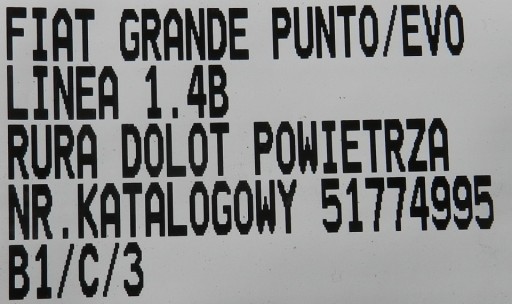 FIAT GRANDE PUNTO/EVO
LINEA 1.4B
RURA DOLOT POWIETRZA
NR.KATALOGOWY 51774995
B1/C/3